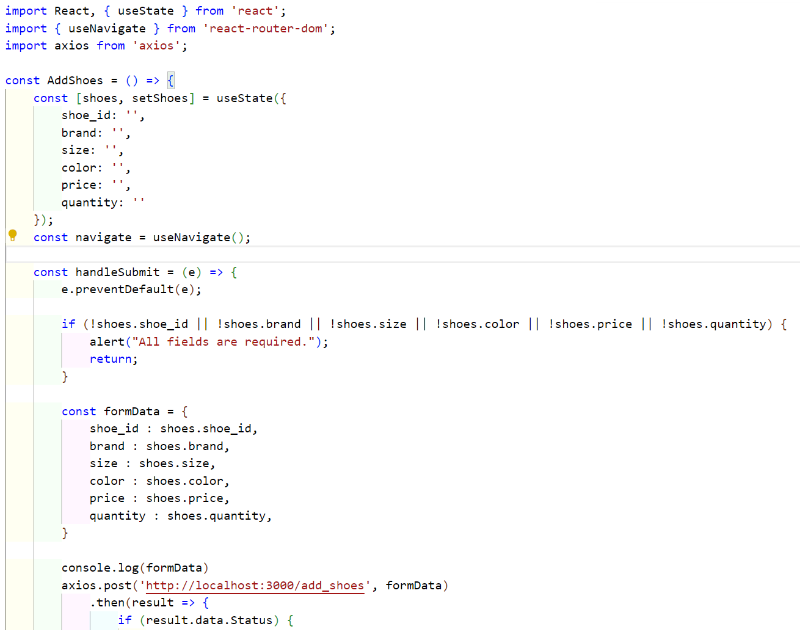 import React, { useState } from 'react';
import { useNavigate } from 'react-router-dom';
import axios from 'axios';

const AddShoes = () => {
    const [shoes, setShoes] = useState({
        shoe_id: '',
        brand: '',
        size: '',
        color: '',
        price: '',
        quantity: ''
    });
    const navigate = useNavigate();

    const handleSubmit = (e) => {
        e.preventDefault(e);

        if (!shoes.shoe_id || !shoes.brand || !shoes.size || !shoes.color || !shoes.price || !shoes.quantity) {
            alert("All fields are required.");
            return;
        }

        const formData = {
            shoe_id : shoes.shoe_id,
            brand : shoes.brand,
            size : shoes.size,
            color : shoes.color,
            price : shoes.price,
            quantity : shoes.quantity,
        }

        console.log(formData)
        axios.post('http://localhost:3000/add_shoes', formData)
            .then(result => {
                if (result.data.Status) {